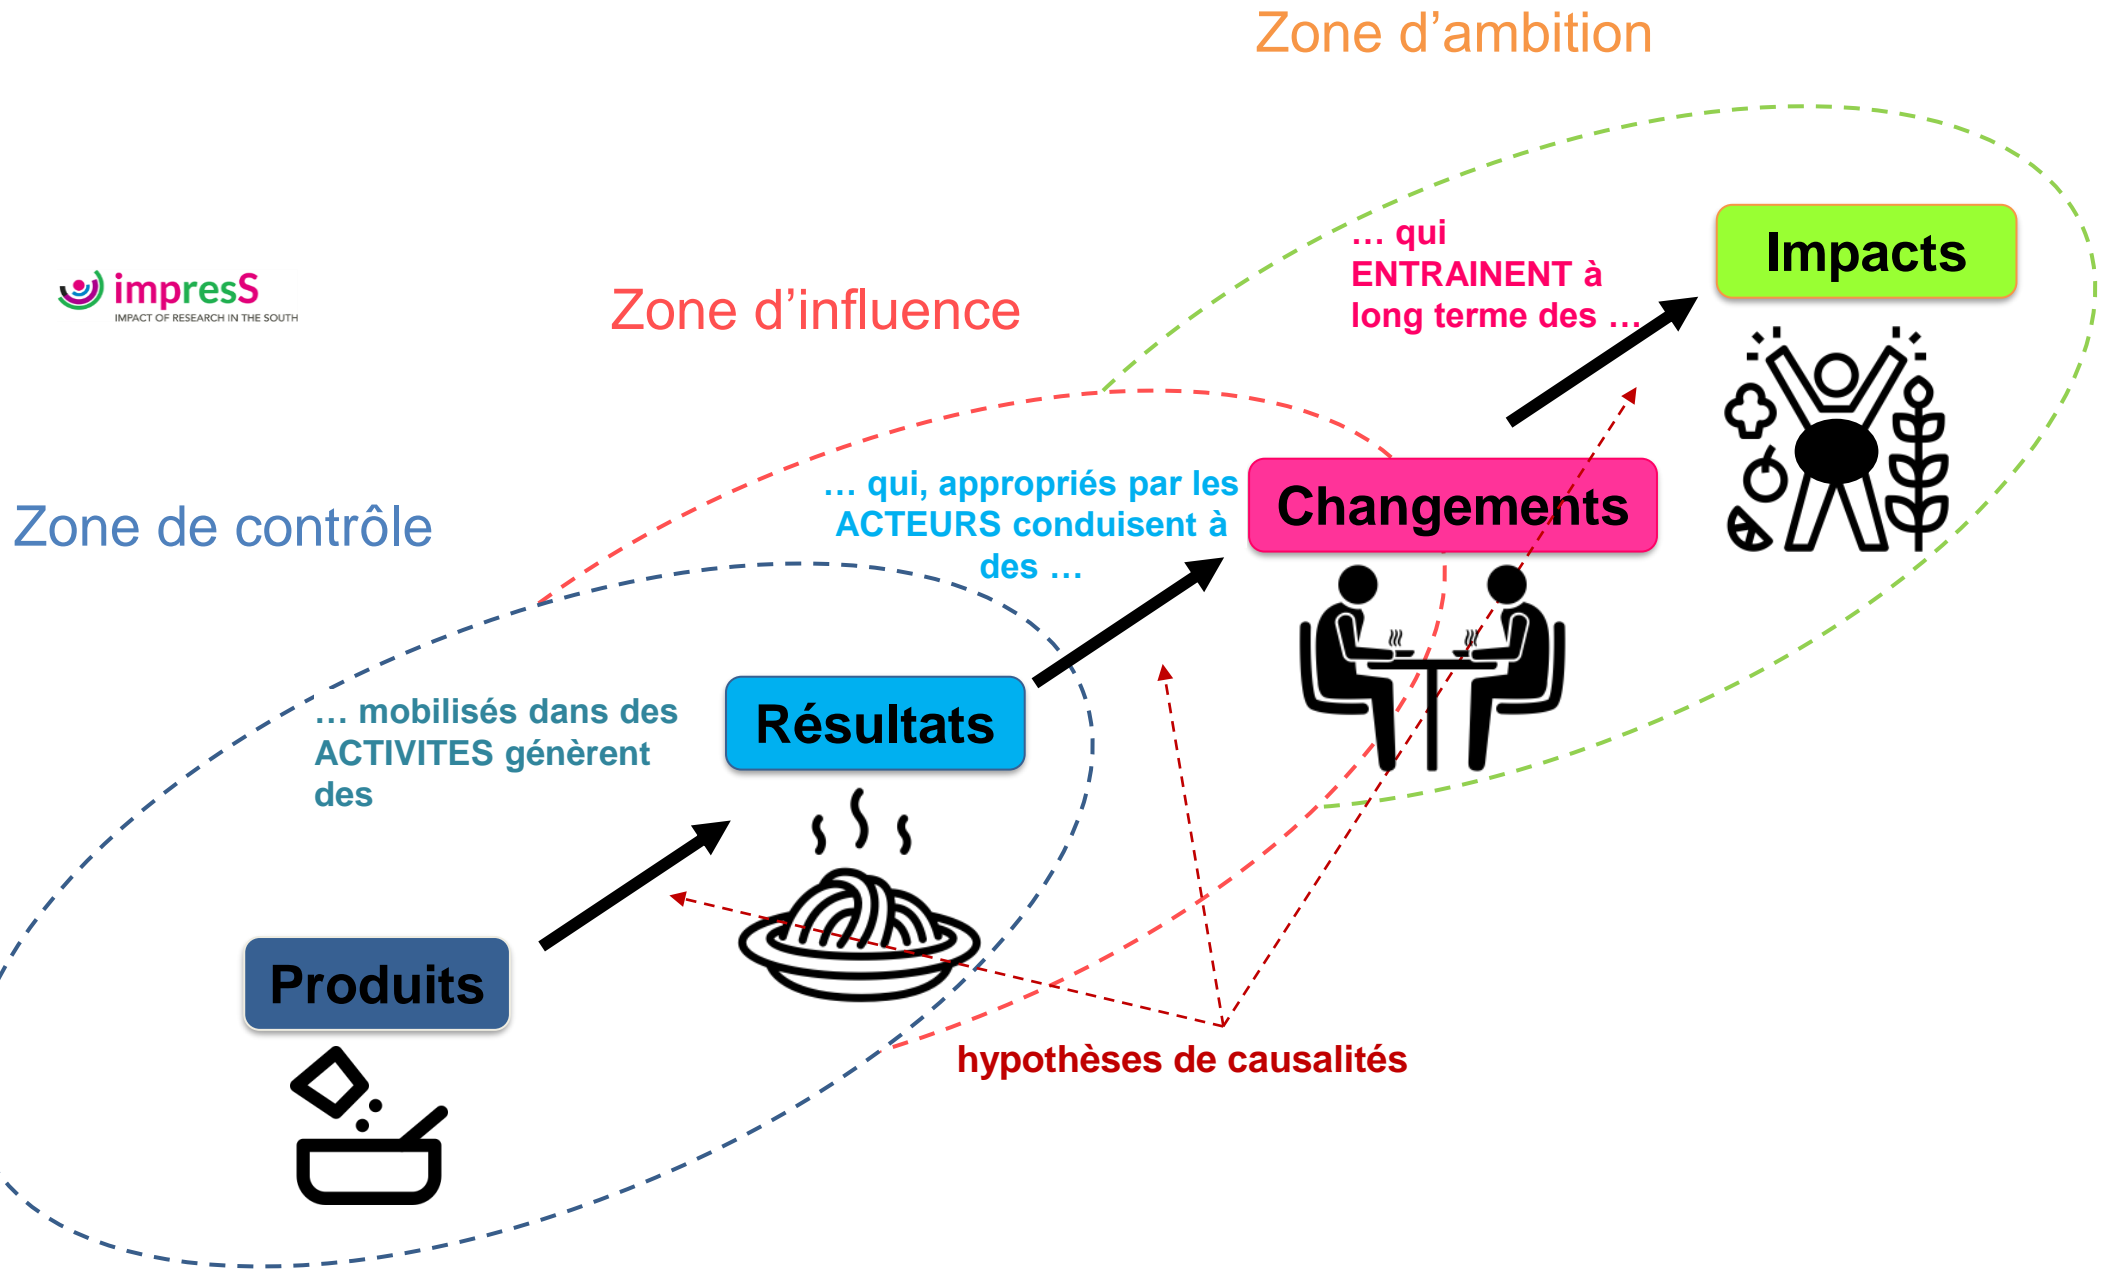 Zone d’ambition
… qui
ENTRAINENT à
long terme des …
Impacts
impresS
IMPACT OF RESEARCH IN THE SOUTH
Zone d’influence
… qui, appropriés par les
ACTEURS conduisent à
des …
Changements
Zone de contrôle
… mobilisés dans des
ACTIVITES génèrent
des
Résultats
Produits
hypothèses de causalités